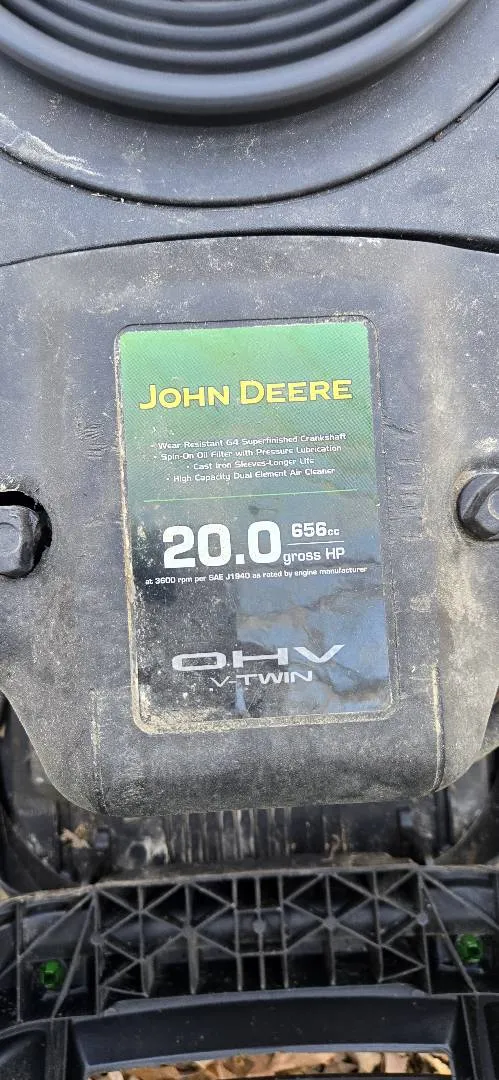 JOHN DEERE
• Wear Resistant G4 Superfinished Crankshaft
• Spin-On Oil Filter with Pressure Lubrication
• Cast Iron Sleeves-Longer Life
• High Capacity Dual Element Air Cleaner
20.0 656cc
gross HP
at 3600 rpm per SAE J1940 as rated by engine manufacturer
OHV
V-TWIN